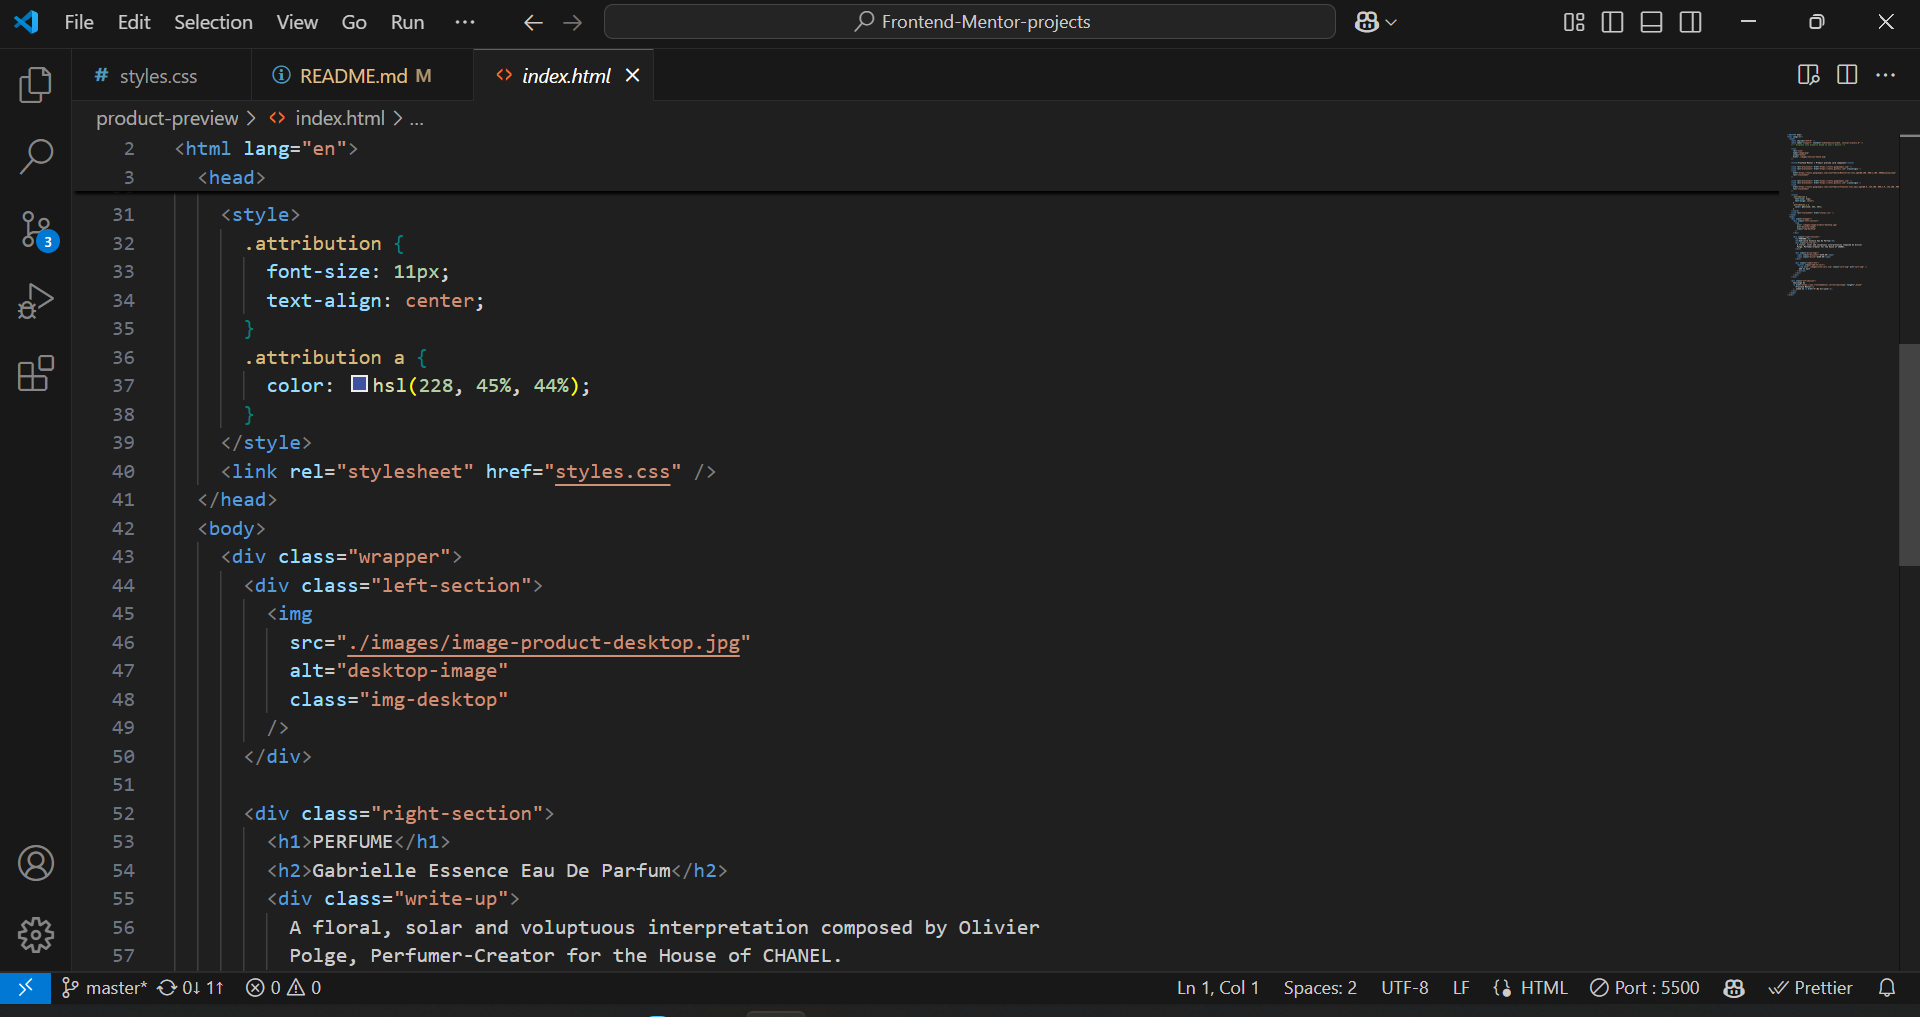 File Edit Selection View Go Run ··· Frontend-Mentor-projects
# styles.css README.md M <> index.html
product-preview > <> index.html > ...
2 <html lang="en">
3 <head>
31 <style>
32 .attribution {
33 font-size: 11px;
34 text-align: center;
35 }
36 .attribution a {
37 color: hsl(228, 45%, 44%);
38 }
39 </style>
40 <link rel="stylesheet" href="styles.css" />
41 </head>
42 <body>
43 <div class="wrapper">
44 <div class="left-section">
45 <img
46 src="./images/image-product-desktop.jpg"
47 alt="desktop-image"
48 class="img-desktop"
49 />
50 </div>
51
52 <div class="right-section">
53 <h1>PERFUME</h1>
54 <h2>Gabrielle Essence Eau De Parfum</h2>
55 <div class="write-up">
56 A floral, solar and voluptuous interpretation composed by Olivier
57 Polge, Perfumer-Creator for the House of CHANEL.
3
master* 0↓ 1↑ 0 0 Ln 1, Col 1 Spaces: 2 UTF-8 LF HTML Port : 5500 Prettier